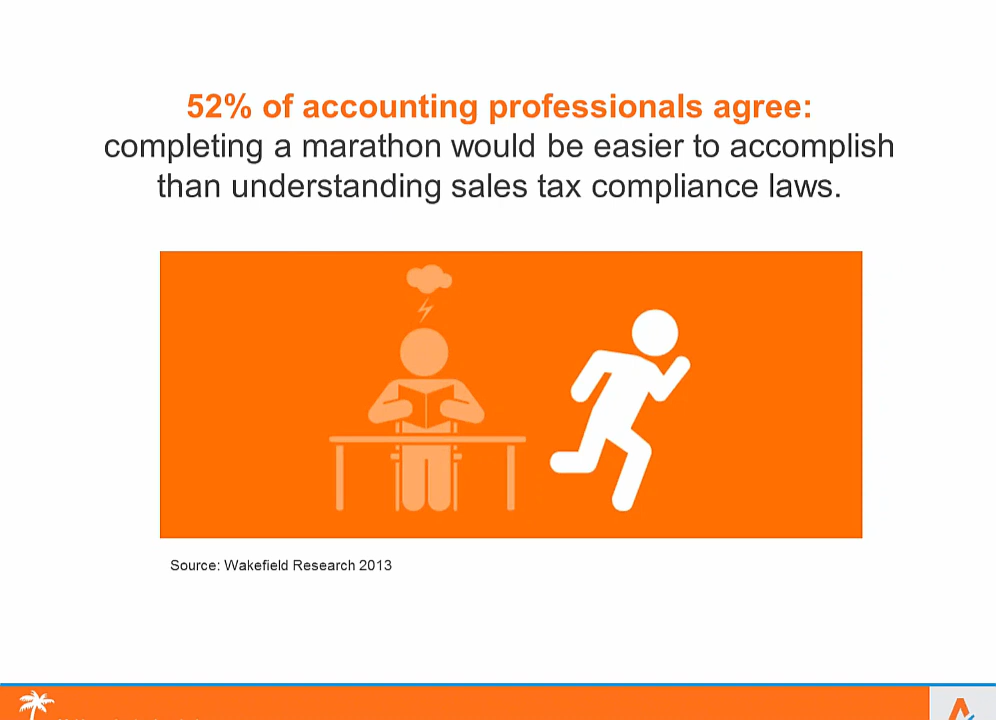 52% of accounting professionals agree:
completing a marathon would be easier to accomplish
than understanding sales tax compliance laws.
Source: Wakefield Research 2013